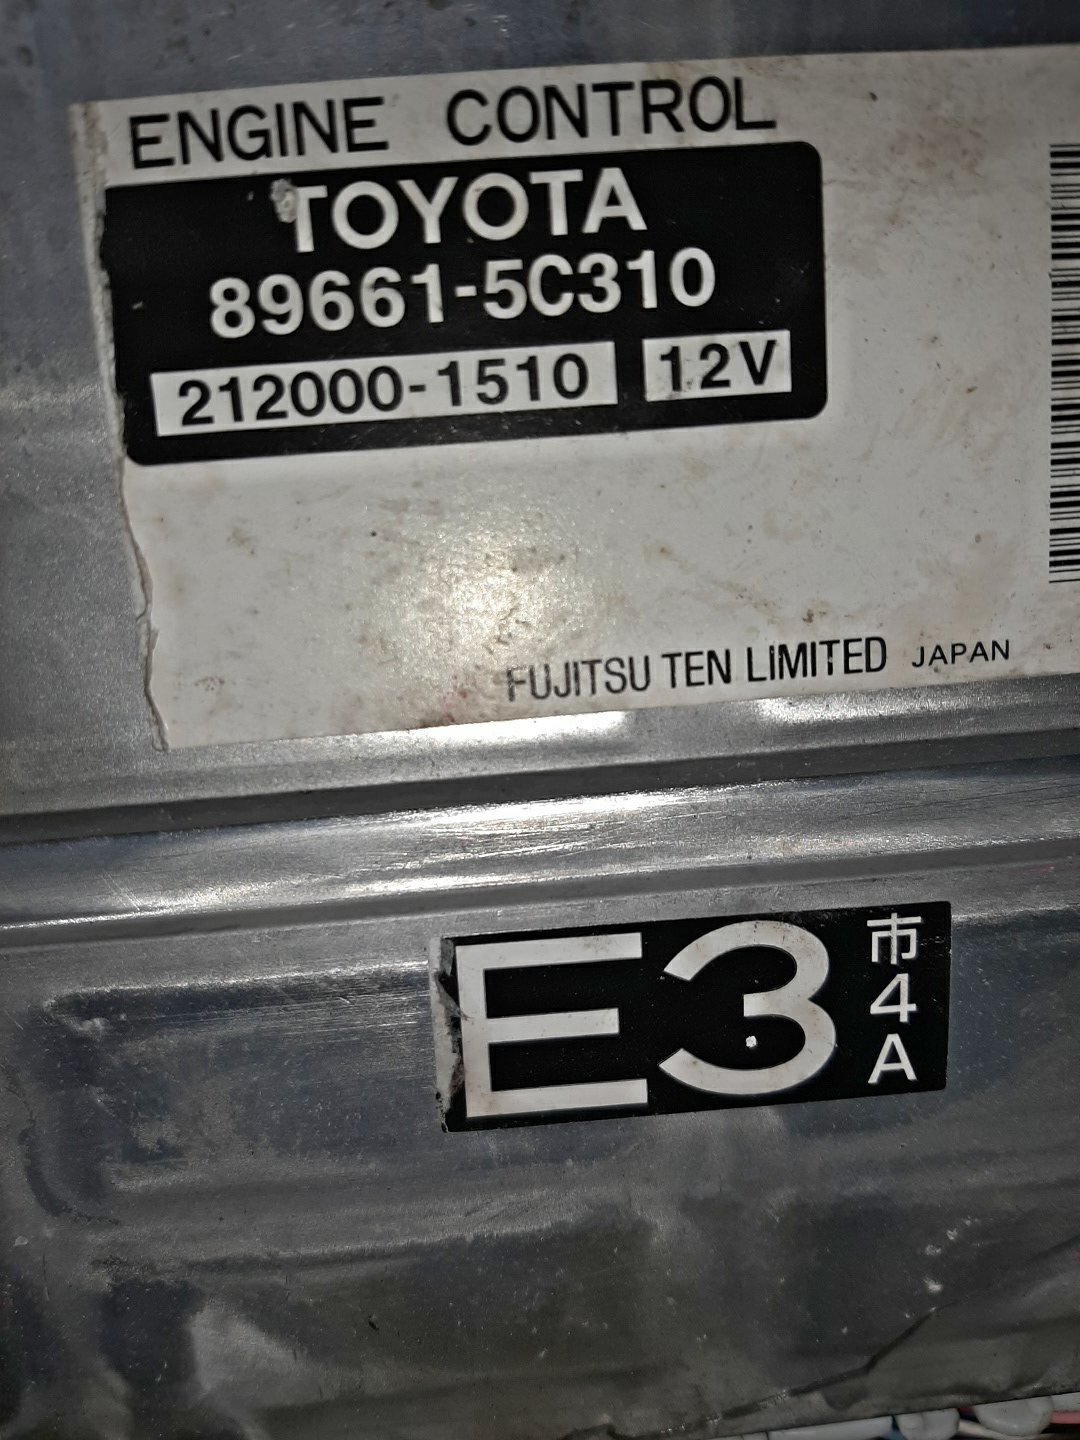 ENGINE CONTROL
TOYOTA
89661-5C310
212000-1510 12V
FUJITSU TEN LIMITED JAPAN
E3
市
4
A